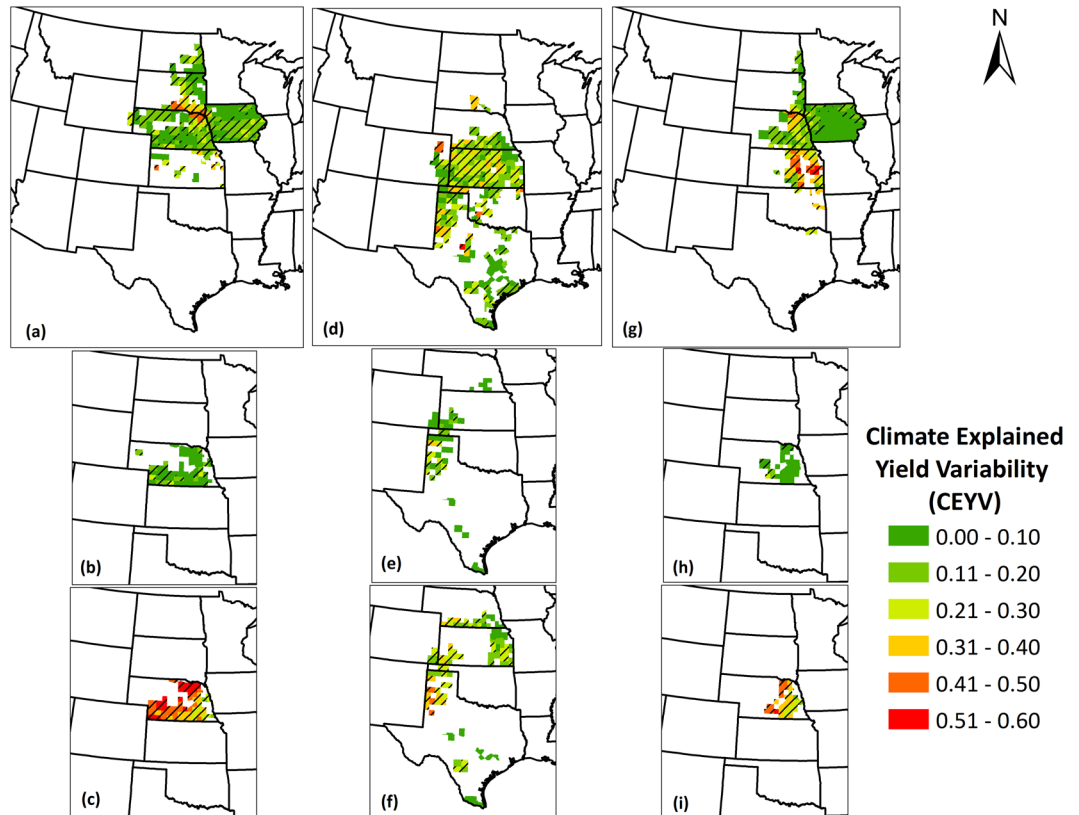 N
(a)
(d)
(g)
(b)
(e)
(h)
(c)
(f)
(i)
Climate Explained
Yield Variability
(CEYV)
0.00 - 0.10
0.11 - 0.20
0.21 - 0.30
0.31 - 0.40
0.41 - 0.50
0.51 - 0.60